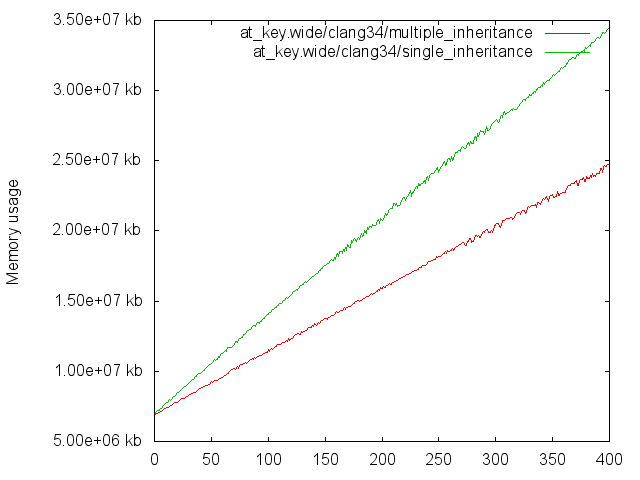 3.50e+07 kb
3.00e+07 kb
2.50e+07 kb
2.00e+07 kb
1.50e+07 kb
1.00e+07 kb
5.00e+06 kb
Memory usage
at_key.wide/clang34/multiple_inheritance
at_key.wide/clang34/single_inheritance
0 50 100 150 200 250 300 350 400